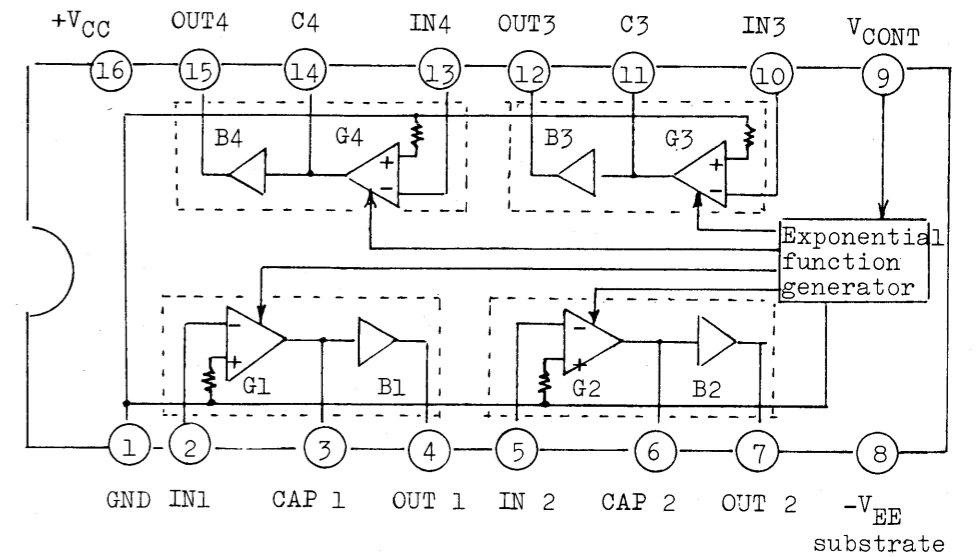 +VCC OUT4 C4 IN4 OUT3 C3 IN3 VCONT
16 15 14 13 12 11 10 9
B4 G4 B3 G3
+ +
- -
Exponential
function
generator
- -
+ +
G1 B1 G2 B2
1 2 3 4 5 6 7 8
GND IN1 CAP 1 OUT 1 IN 2 CAP 2 OUT 2 -VEE
substrate